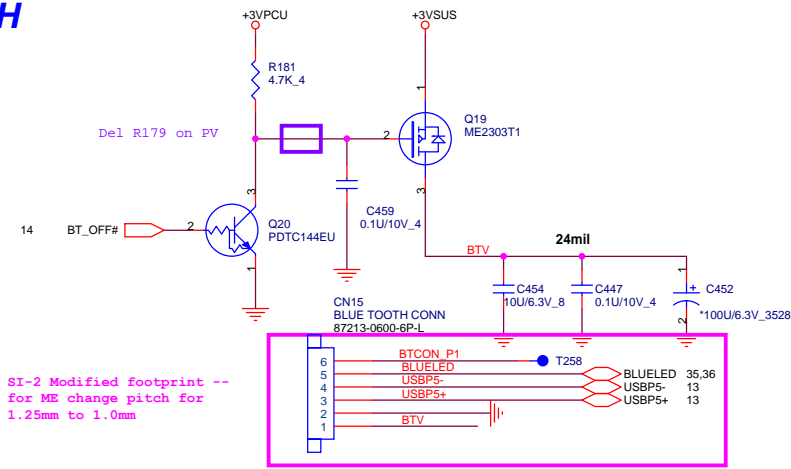 H
+3VPCU
+3VSUS
R181
4.7K_4
1
Q19
ME2303T1
Del R179 on PV
2
3
3
C459
0.1U/10V_4
14
BT_OFF#
2
Q20
PDTC144EU
1
BTV
24mil
C454
10U/6.3V_8
C447
0.1U/10V_4
1
+
C452
2
*100U/6.3V_3528
CN15
BLUE TOOTH CONN
87213-0600-6P-L
6
BTCON_P1
T258
5
BLUELED
BLUELED 35,36
4
USBP5-
USBP5- 13
3
USBP5+
USBP5+ 13
2
1
BTV
SI-2 Modified footprint --
for ME change pitch for
1.25mm to 1.0mm